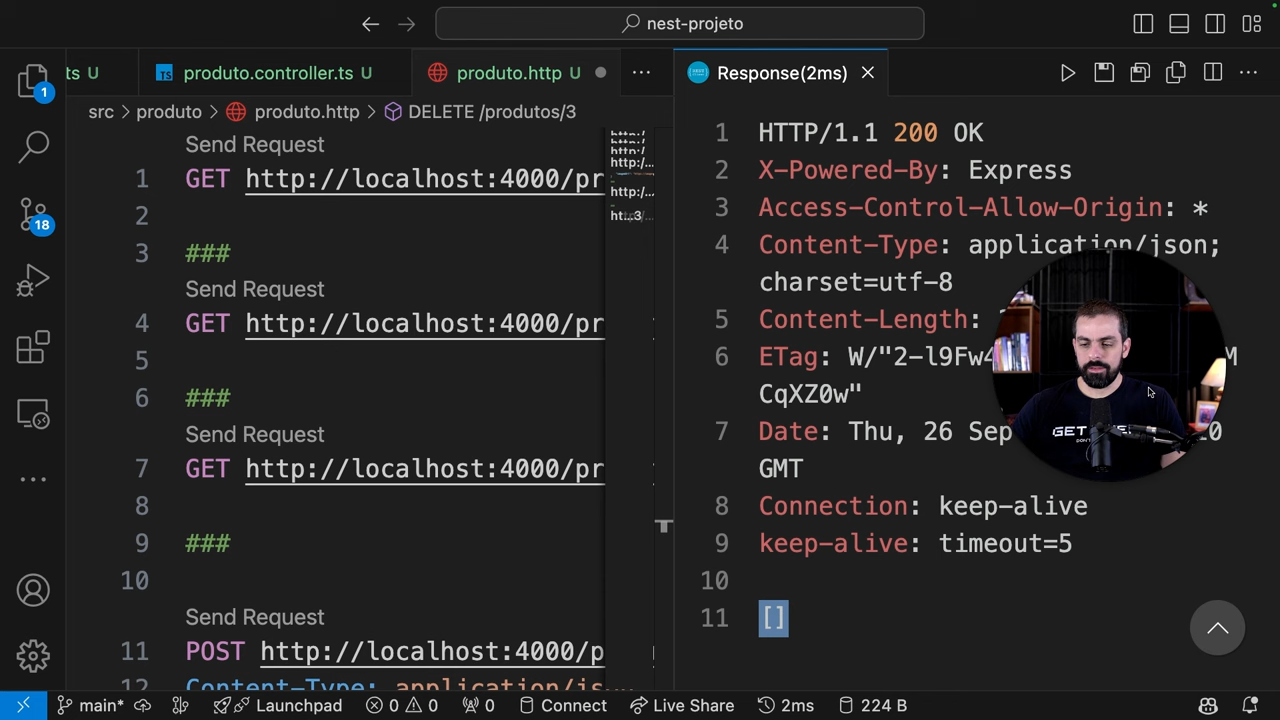 nest-projeto
ts U
produto.controller.ts U
produto.http U
Response(2ms)
src > produto > produto.http > DELETE /produtos/3
Send Request
1 GET http://localhost:4000/pr
2
3 ###
Send Request
4 GET http://localhost:4000/pr
5
6 ###
Send Request
7 GET http://localhost:4000/pr
8
9 ###
10
Send Request
11 POST http://localhost:4000/p
12 Content-Type: application/js
1 HTTP/1.1 200 OK
2 X-Powered-By: Express
3 Access-Control-Allow-Origin: *
4 Content-Type: application/json;
charset=utf-8
5 Content-Length:
6 ETag: W/"2-l9Fw4
CqXZ0w"
7 Date: Thu, 26 Sep
GMT
8 Connection: keep-alive
9 keep-alive: timeout=5
10
11 []
1
18
main*
Launchpad
0 0
0
Connect
Live Share
2ms
224 B